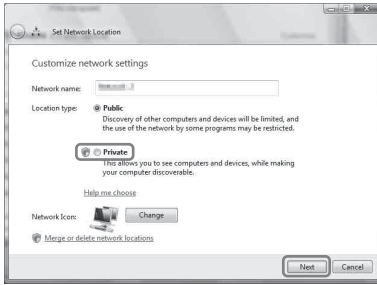 Set Network Location
Customize network settings
Network name:
Location type:
Public
Discovery of other computers and devices will be limited, and
the use of the network by some programs may be restricted.
Private
This allows you to see computers and devices, while making
your computer discoverable.
Help me choose
Network Icon:
Change
Merge or delete network locations
Next
Cancel